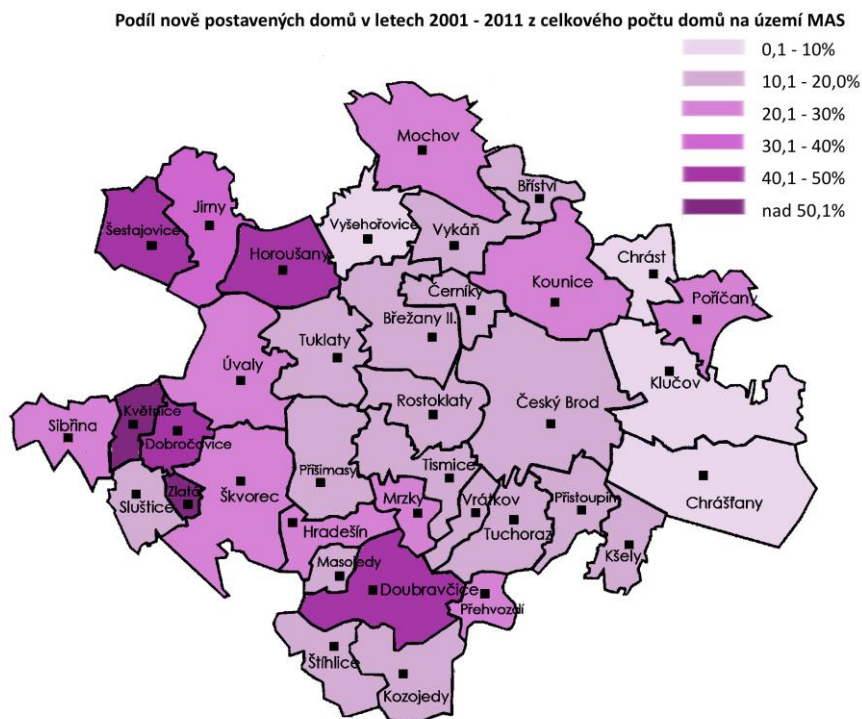 Podíl nově postavených domů v letech 2001 - 2011 z celkového počtu domů na území MAS
0,1 - 10%
10,1 - 20,0%
20,1 - 30%
30,1 - 40%
40,1 - 50%
nad 50,1%
Mochov
Bříství
Jirny
Šestajovice
Vyšehořovice
Vykáň
Horoušany
Chrást
Kounice
Černíky
Poříčany
Břežany II.
Tuklaty
Úvaly
Klučov
Rostoklaty
Český Brod
Květnice
Sibřina
Dobročovice
Tismice
Přišimasy
Chrášťany
Zlatá
Škvorec
Mrzky
Vrátkov
Přistoupim
Sluštice
Hradešín
Tuchoraz
Kšely
Masojedy
Doubravčice
Přehvozdí
Štíhlice
Kozojedy